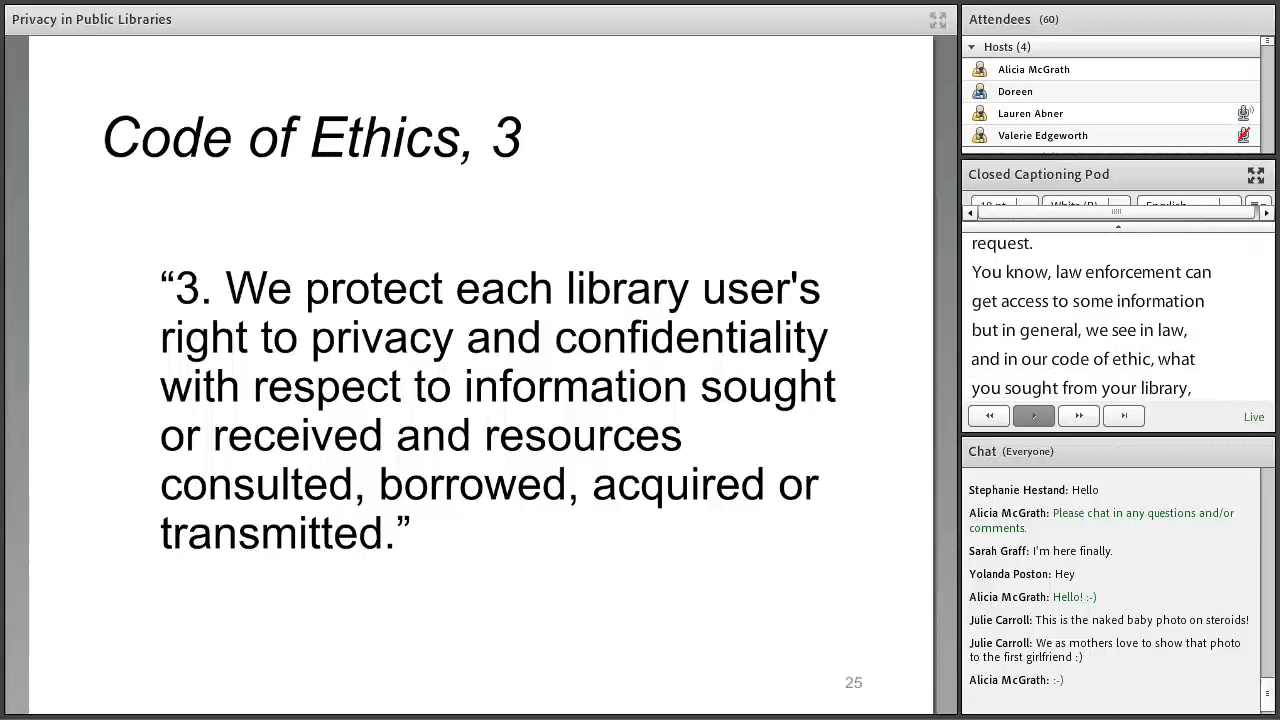 Privacy in Public Libraries
Code of Ethics, 3
“3. We protect each library user's
right to privacy and confidentiality
with respect to information sought
or received and resources
consulted, borrowed, acquired or
transmitted.”
25
Attendees (60)
Hosts (4)
Alicia McGrath
Doreen
Lauren Abner
Valerie Edgeworth
Closed Captioning Pod
request.
You know, law enforcement can
get access to some information
but in general, we see in law,
and in our code of ethic, what
you sought from your library,
Live
Chat (Everyone)
Stephanie Hestand: Hello
Alicia McGrath: Please chat in any questions and/or
comments.
Sarah Graff: I'm here finally.
Yolanda Poston: Hey
Alicia McGrath: Hello! :-)
Julie Carroll: This is the naked baby photo on steroids!
Julie Carroll: We as mothers love to show that photo
to the first girlfriend :)
Alicia McGrath: :-)